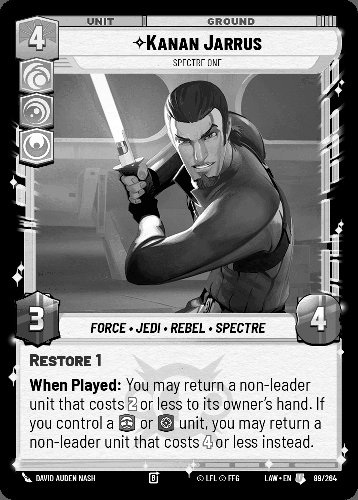 UNIT
GROUND
4
Kanan Jarrus
SPECTRE ONE
3
4
FORCE • JEDI • REBEL • SPECTRE
RESTORE 1
When Played: You may return a non-leader
unit that costs 2 or less to its owner's hand. If
you control a or unit, you may return a
non-leader unit that costs 4 or less instead.
DAVID AUDEN NASH
© LFL © FFG
LAW • EN
99/264